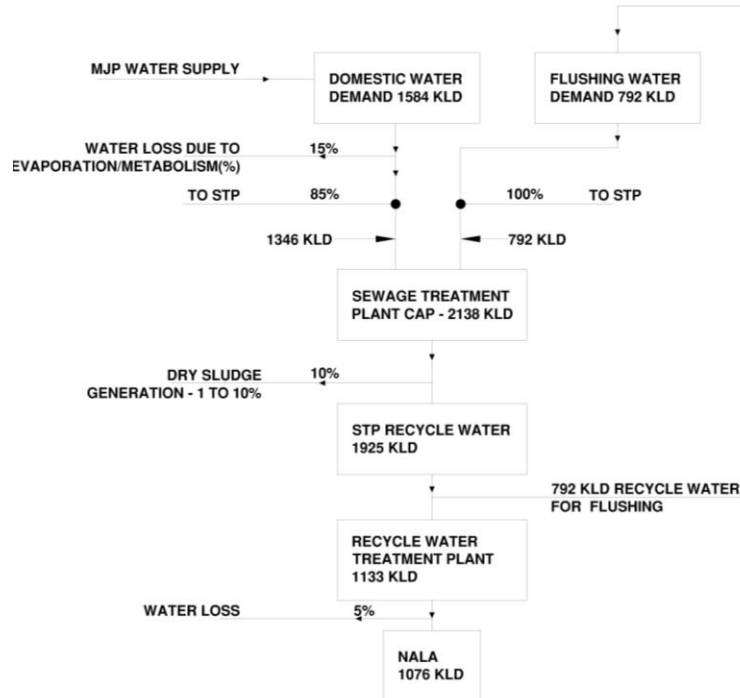 MJP WATER SUPPLY
DOMESTIC WATER
DEMAND 1584 KLD
FLUSHING WATER
DEMAND 792 KLD
WATER LOSS DUE TO
EVAPORATION/METABOLISM(%)
15%
TO STP
85%
100%
TO STP
1346 KLD
792 KLD
SEWAGE TREATMENT
PLANT CAP - 2138 KLD
DRY SLUDGE
GENERATION - 1 TO 10%
10%
STP RECYCLE WATER
1925 KLD
792 KLD RECYCLE WATER
FOR FLUSHING
RECYCLE WATER
TREATMENT PLANT
1133 KLD
WATER LOSS
5%
NALA
1076 KLD